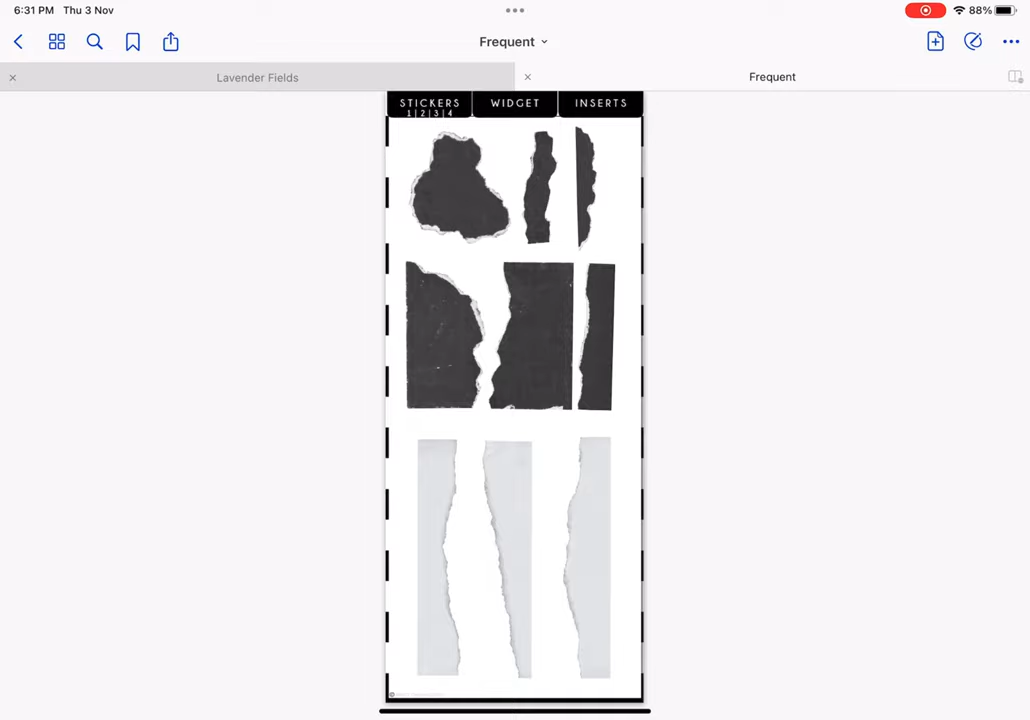 6:31 PM Thu 3 Nov
88%
Frequent
Lavender Fields
Frequent
STICKERS WIDGET INSERTS
1|2|3|4